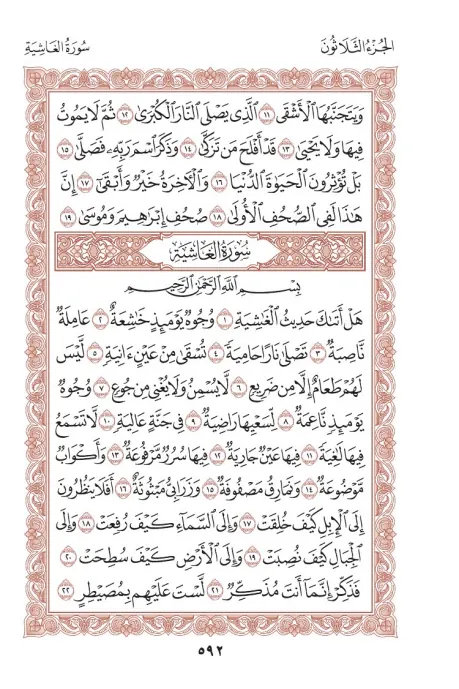 سُورَةُ الغَاشِيَةِ
الجُزْءُ الثَّلَاثُونَ
وَيَتَجَنَّبُهَا ٱلْأَشْقَى ١١ ٱلَّذِى يَصْلَى ٱلنَّارَ ٱلْكُبْرَىٰ ١٢ ثُمَّ لَا يَمُوتُ
فِيهَا وَلَا يَحْيَىٰ ١٣ قَدْ أَفْلَحَ مَن تَزَكَّىٰ ١٤ وَذَكَرَ ٱسْمَ رَبِّهِۦ فَصَلَّىٰ ١٥
بَلْ تُؤْثِرُونَ ٱلْحَيَوٰةَ ٱلدُّنْيَا ١٦ وَٱلْأَخِرَةُ خَيْرٌ وَأَبْقَىٰٓ ١٧ إِنَّ
هَٰذَا لَفِى ٱلصُّحُفِ ٱلْأُولَىٰ ١٨ صُحُفِ إِبْرَٰهِيمَ وَمُوسَىٰ ١٩
سُورَةُ الغَاشِيَةِ
بِسْمِ ٱللَّهِ ٱلرَّحْمَٰنِ ٱلرَّحِيمِ
هَلْ أَتَىٰكَ حَدِيثُ ٱلْغَٰشِيَةِ ١ وُجُوهٌ يَوْمَئِذٍ خَٰشِعَةٌ ٢ عَامِلَةٌ
نَّاصِبَةٌ ٣ تَصْلَىٰ نَارًا حَامِيَةً ٤ تُسْقَىٰ مِنْ عَيْنٍ ءَانِيَةٍ ٥ لَّيْسَ
لَهُمْ طَعَامٌ إِلَّا مِن ضَرِيعٍ ٦ لَّا يُسْمِنُ وَلَا يُغْنِى مِن جُوعٍ ٧ وُجُوهٌ
يَوْمَئِذٍ نَّاعِمَةٌ ٨ لِّسَعْيِهَا رَاضِيَةٌ ٩ فِى جَنَّةٍ عَالِيَةٍ ١٠ لَّا تَسْمَعُ
فِيهَا لَٰغِيَةً ١١ فِيهَا عَيْنٌ جَارِيَةٌ ١٢ فِيهَا سُرُرٌ مَّرْفُوعَةٌ ١٣ وَأَكْوَابٌ
مَّوْضُوعَةٌ ١٤ وَنَمَارِقُ مَصْفُوفَةٌ ١٥ وَزَرَابِىُّ مَبْثُوثَةٌ ١٦ أَفَلَا يَنظُرُونَ
إِلَى ٱلْإِبِلِ كَيْفَ خُلِقَتْ ١٧ وَإِلَى ٱلسَّمَآءِ كَيْفَ رُفِعَتْ ١٨ وَإِلَى
ٱلْجِبَالِ كَيْفَ نُصِبَتْ ١٩ وَإِلَى ٱلْأَرْضِ كَيْفَ سُطِحَتْ ٢٠
فَذَكِّرْ إِنَّمَآ أَنتَ مُذَكِّرٌ ٢١ لَّسْتَ عَلَيْهِم بِمُصَيْطِرٍ ٢٢
٥٩٢